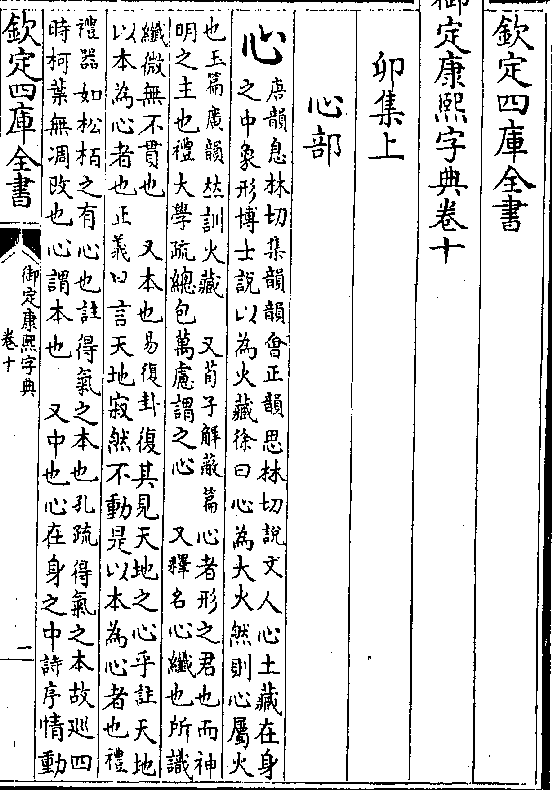 欽定四庫全書
御定康熙字典卷十
卯集上
心部
心
唐韻息林切集韻韻會正韻思林切說文人心土藏在身
之中象形博士說以為火藏徐曰心為大火然則心屬火
也玉篇廣韻𠀤訓火藏　又荀子解蔽篇心者形之君也而神
明之主也禮大學疏總包萬慮謂之心　又釋名心纖也所識
纖微無不貫也　又本也易復卦復其見天地之心乎註天地
以本為心者也正義曰言天地寂然不動是以本為心者也禮
禮器如松栢之有心也註得氣之本也孔疏得氣之本故廵四
時柯葉無凋攺也心謂本也　又中也心在身之中詩序情動
欽定四庫全書
御定康熙字典
卷十
一